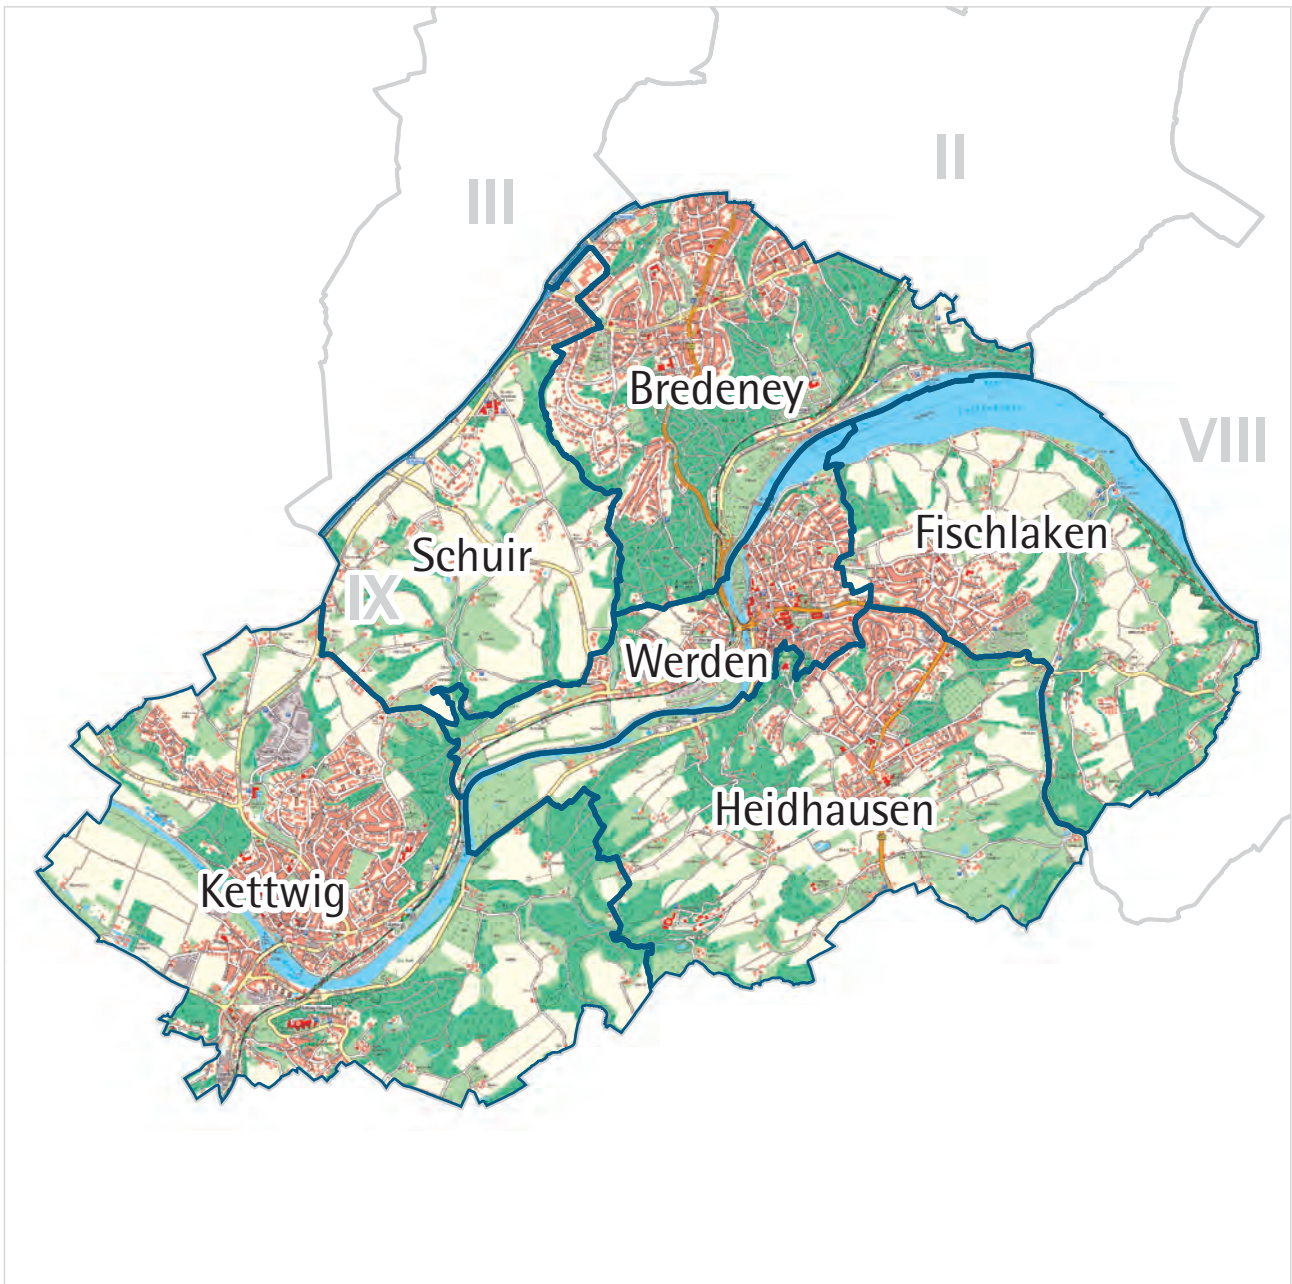 II
III
Bredeney
VIII
Fischlaken
Schuir
IX
Werden
Heidhausen
Kettwig